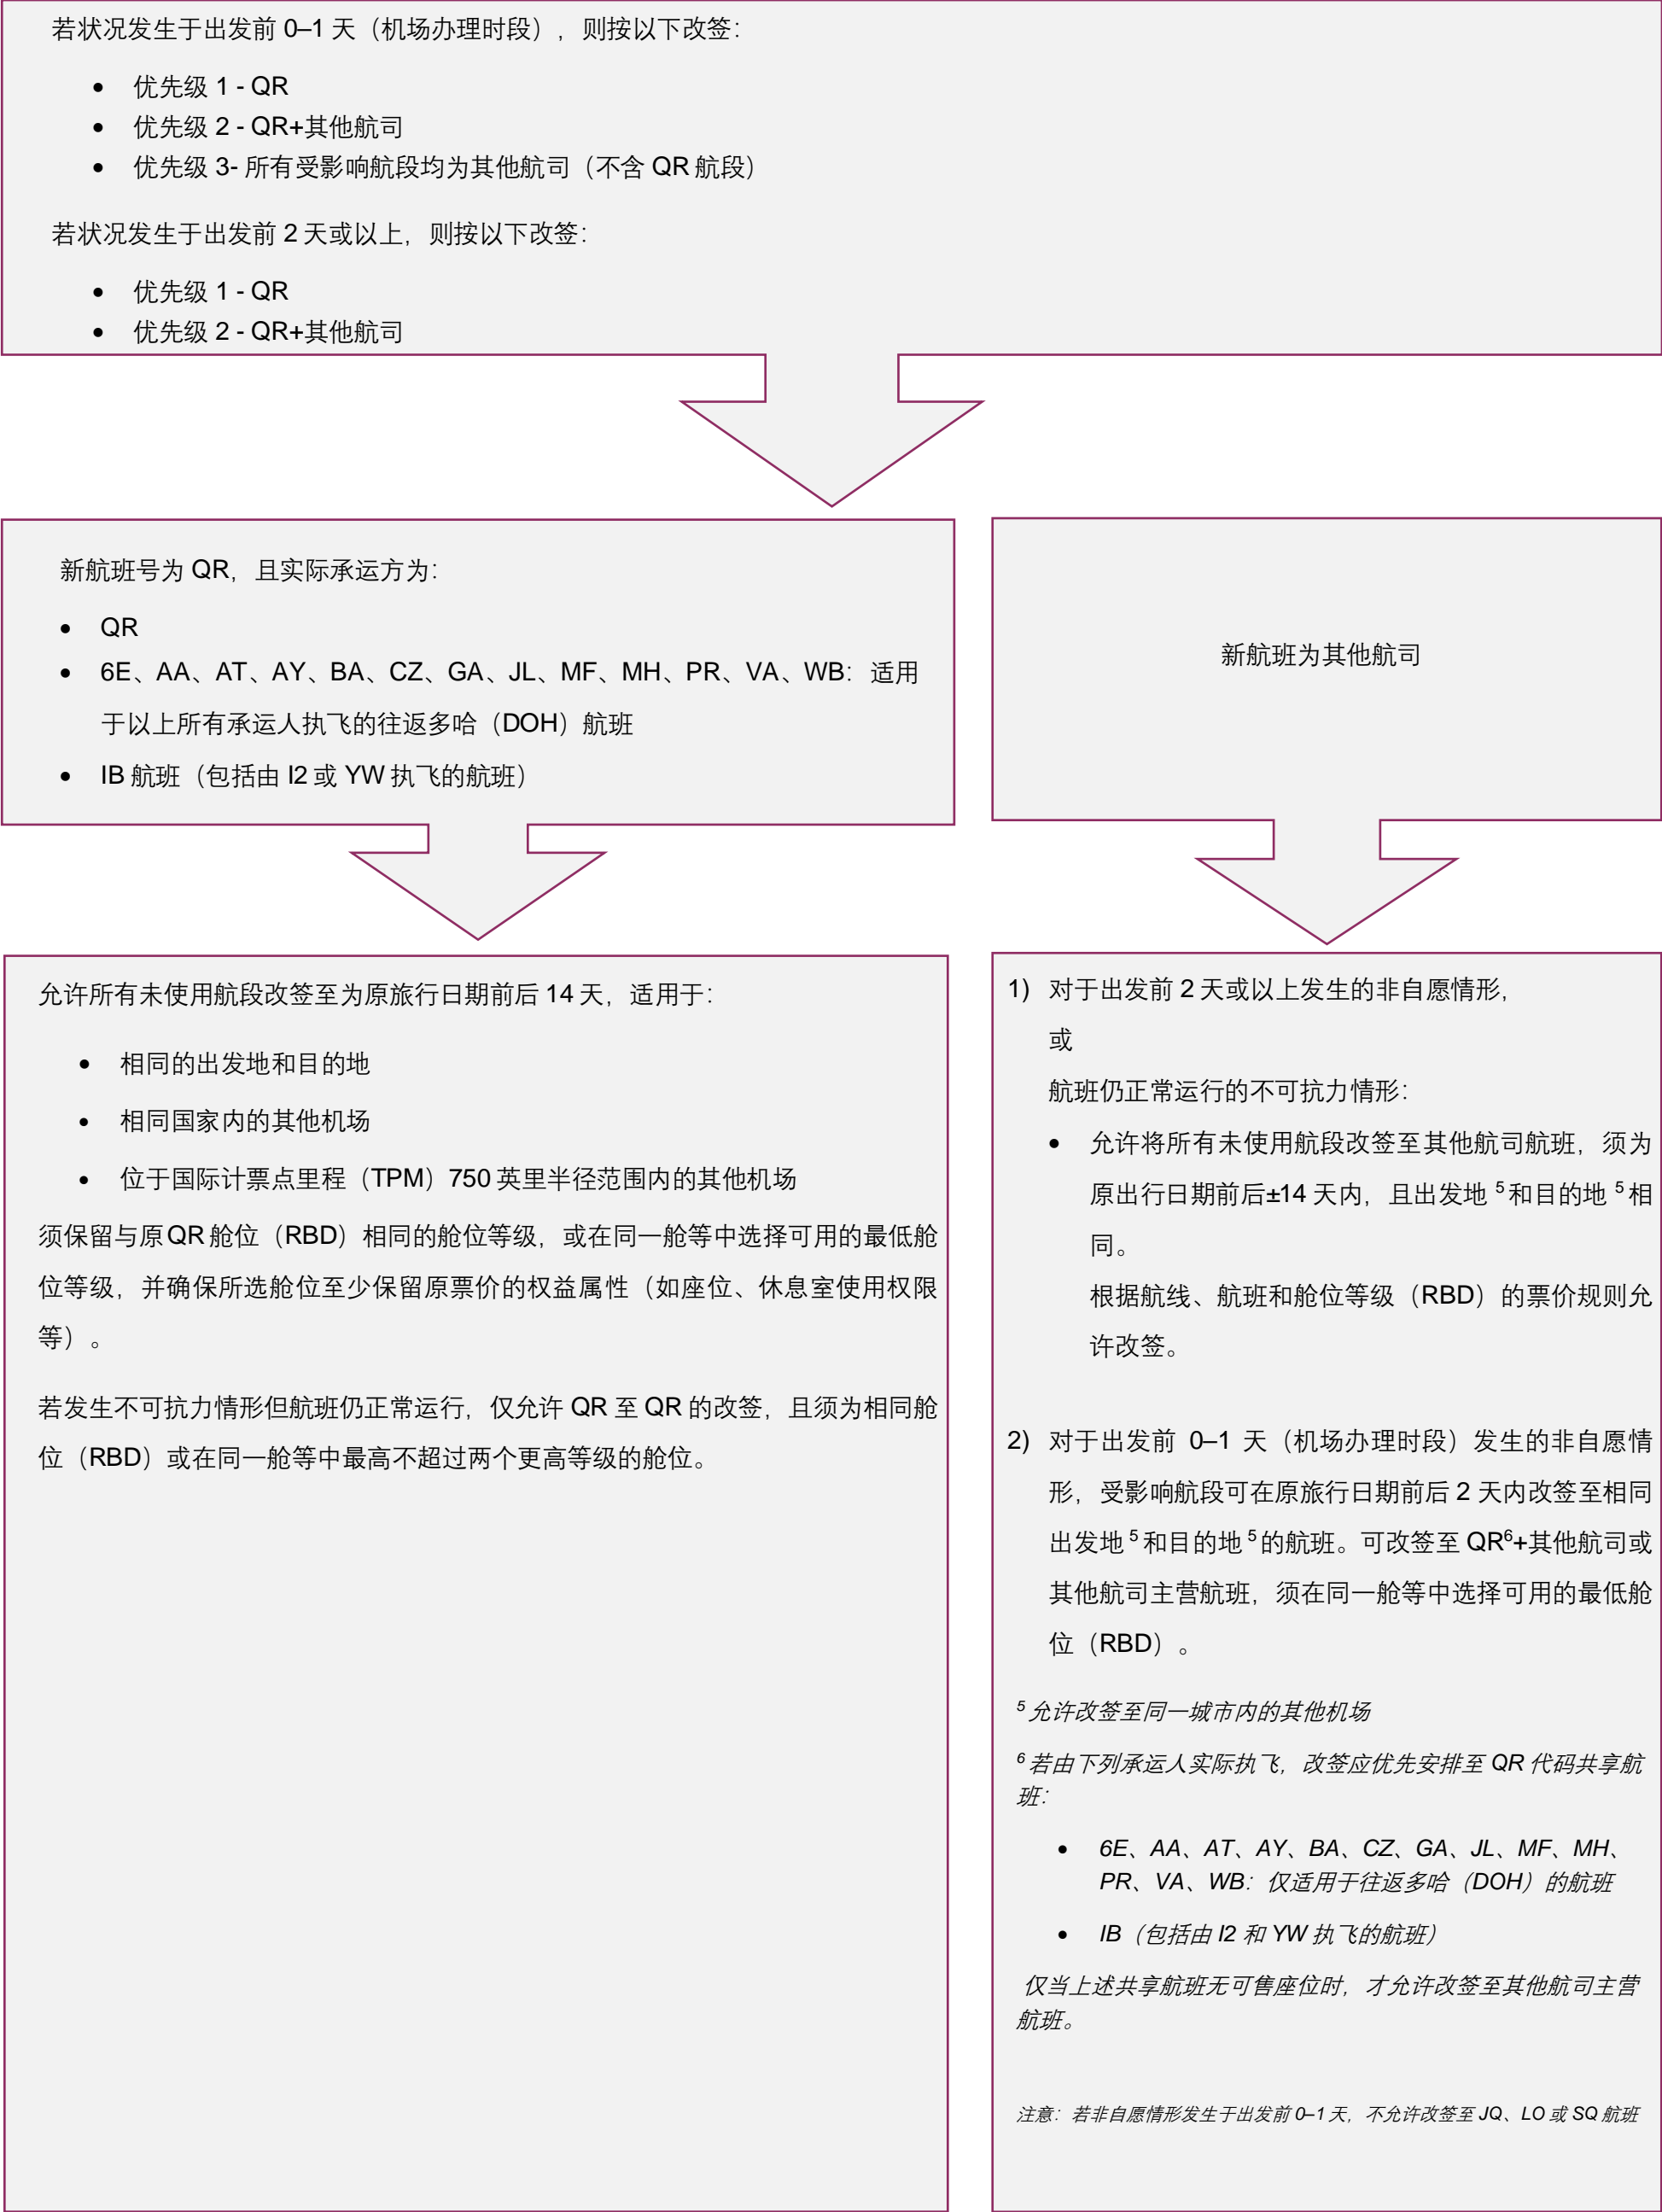 若状况发生于出发前 0–1 天（机场办理时段），则按以下改签：
• 优先级 1 - QR
• 优先级 2 - QR+其他航司
• 优先级 3- 所有受影响航段均为其他航司（不含 QR 航段）
若状况发生于出发前 2 天或以上，则按以下改签：
• 优先级 1 - QR
• 优先级 2 - QR+其他航司
新航班号为 QR，且实际承运方为：
• QR
• 6E、AA、AT、AY、BA、CZ、GA、JL、MF、MH、PR、VA、WB：适用
于以上所有承运人执飞的往返多哈（DOH）航班
• IB 航班（包括由 I2 或 YW 执飞的航班）
新航班为其他航司
允许所有未使用航段改签至为原旅行日期前后 14 天，适用于：
• 相同的出发地和目的地
• 相同国家内的其他机场
• 位于国际计票点里程（TPM）750 英里半径范围内的其他机场
须保留与原 QR 舱位（RBD）相同的舱位等级，或在同一舱等中选择可用的最低舱
位等级，并确保所选舱位至少保留原票价的权益属性（如座位、休息室使用权限
等）。
若发生不可抗力情形但航班仍正常运行，仅允许 QR 至 QR 的改签，且须为相同舱
位（RBD）或在同一舱等中最高不超过两个更高等级的舱位。
1) 对于出发前 2 天或以上发生的非自愿情形，
或
航班仍正常运行的不可抗力情形：
• 允许将所有未使用航段改签至其他航司航班，须为
原出行日期前后±14 天内，且出发地 ⁵ 和目的地 ⁵ 相
同。
根据航线、航班和舱位等级（RBD）的票价规则允
许改签。
2) 对于出发前 0–1 天（机场办理时段）发生的非自愿情
形，受影响航段可在原旅行日期前后 2 天内改签至相同
出发地 ⁵ 和目的地 ⁵ 的航班。可改签至 QR⁶+其他航司或
其他航司主营航班，须在同一舱等中选择可用的最低舱
位（RBD）。
⁵ 允许改签至同一城市内的其他机场
⁶ 若由下列承运人实际执飞，改签应优先安排至 QR 代码共享航
班：
• 6E、AA、AT、AY、BA、CZ、GA、JL、MF、MH、
PR、VA、WB：仅适用于往返多哈（DOH）的航班
• IB（包括由 I2 和 YW 执飞的航班）
仅当上述共享航班无可售座位时，才允许改签至其他航司主营
航班。
注意：若非自愿情形发生于出发前 0–1 天，不允许改签至 JQ、LO 或 SQ 航班